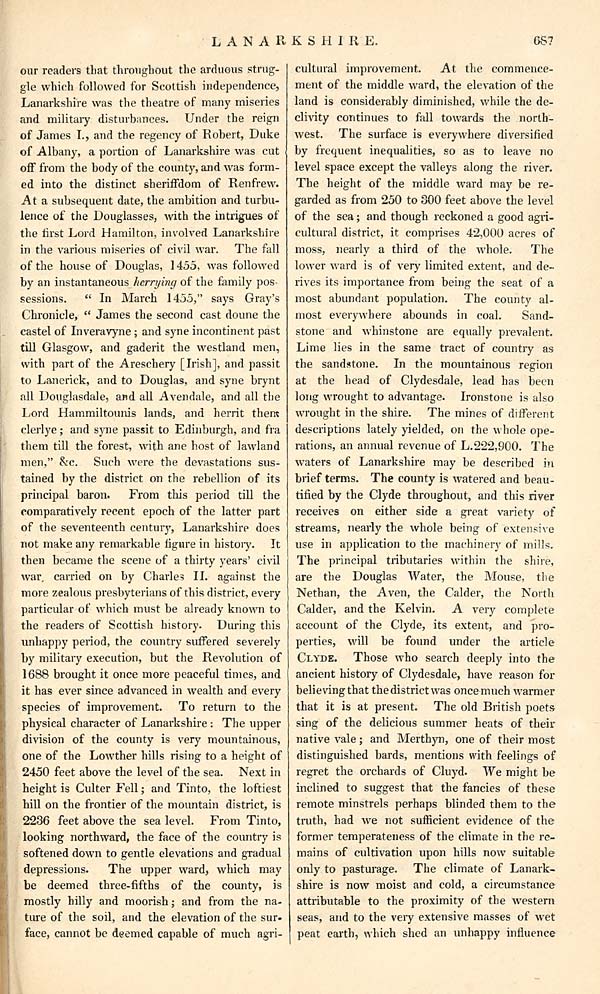 LANARKSHIRE.
687
our readers that throughout the arduous strug-
gle which followed for Scottish independence,
Lanarkshire was the theatre of many miseries
and military disturbances. Under the reign
of James I., and the regency of Robert, Duke
of Albany, a portion of Lanarkshire was cut
off from the body of the county, and was form-
ed into the distinct sheriffdom of Renfrew.
At a subsequent date, the ambition and turbu-
lence of the Douglasses, with the intrigues of
the first Lord Hamilton, involved Lanarkshire
in the various miseries of civil war. The fall
of the house of Douglas, 1455, was followed
by an instantaneous herrying of the family pos-
sessions. “ In March 1455,” says Gray's
Chronicle, “ James the second cast doune the
castel of Inveravyne ; and syne incontinent past
till Glasgow, and gaderit the westland men,
with part of the Areschery [Irish], and passit
to Lanerick, and to Douglas, and syne brynt
all Douglasdale, and all Avendale, and all the
Lord Hammiltounis lands, and herrit them
clerlye ; and syne passit to Edinburgh, and fra
them till the forest, with ane host of lawland
men,” &c. Such were the devastations sus-
tained by the district on the rebellion of its
principal baron. From this period till the
comparatively recent epoch of the latter part
of the seventeenth century, Lanarkshire does
not make any remarkable figure in history. It
then became the scene of a thirty years' civil
war, carried on by Charles II. against the
more zealous presbyterians of this district, every
particular of which must be already known to
the readers of Scottish history. During this
unhappy period, the country suffered severely
by military execution, but the Revolution of
1688 brought it once more peaceful times, and
it has ever since advanced in wealth and every
species of improvement. To return to the
physical character of Lanarkshire : The upper
division of the county is very mountainous,
one of the Lowther hills rising to a height of
2450 feet above the level of the sea. Next in
height is Culter Fell ; and Tinto, the loftiest
hill on the frontier of the mountain district, is
2236 feet above the sea level. From Tinto,
looking northward, the face of the country is
softened down to gentle elevations and gradual
depressions. The upper ward, which may
be deemed three-fifths of the county, is
mostly hilly and moorish ; and from the na-
ture of the soil, and the elevation of the sur-
face, cannot be deemed capable of much agri-
cultural improvement. At the commence-
ment of the middle ward, the elevation of the
land is considerably diminished, while the de-
clivity continues to fall towards the north-
west. The surface is everywhere diversified
by frequent inequalities, so as to leave no
level space except the valleys along the river.
The height of the middle ward may be re-
garded as from 250 to 300 feet above the level
of the sea ; and though reckoned a good agri-
cultural district, it comprises 42,000 acres of
moss, nearly a third of the whole. The
lower ward is of very limited extent, and de-
rives its importance from being the seat of a
most abundant population. The county al-
most everywhere abounds in coal. Sand-
stone and whinstone are equally prevalent.
Lime lies in the same tract of country as
the sandstone. In the mountainous region
at the head of Clydesdale, lead has been
long wrought to advantage. Ironstone is also
wrought in the shire. The mines of different
descriptions lately yielded, on the whole ope-
rations, an annual revenue of L.222,900. The
waters of Lanarkshire may be described in
brief terms. The county is watered and beau-
tified by the Clyde throughout, and this river
receives on either side a great variety of
streams, nearly the whole being of extensive
use in application to the machinery of mills.
The principal tributaries within the shire,
are the Douglas Water, the Mouse, the
Nethan, the Aven, the Calder, the North
Calder, and the Kelvin. A very complete
account of the Clyde, its extent, and pro-
perties, will be found under the article
CLYDE. Those who search deeply into the
ancient history of Clydesdale, have reason for
believing that the district was once much warmer
that it is at present. The old British poets
sing of the delicious summer heats of their
native vale ; and Merthyn, one of their most
distinguished bards, mentions with feelings of
regret the orchards of Cluyd. We might be
inclined to suggest that the fancies of these
remote minstrels perhaps blinded them to the
truth, had we not sufficient evidence of the
former temperateness of the climate in the re-
mains of cultivation upon hills now suitable
only to pasturage. The climate of Lanark-
shire is now moist and cold, a circumstance
attributable to the proximity of the western
seas, and to the very extensive masses of wet
peat earth, which shed an unhappy influence